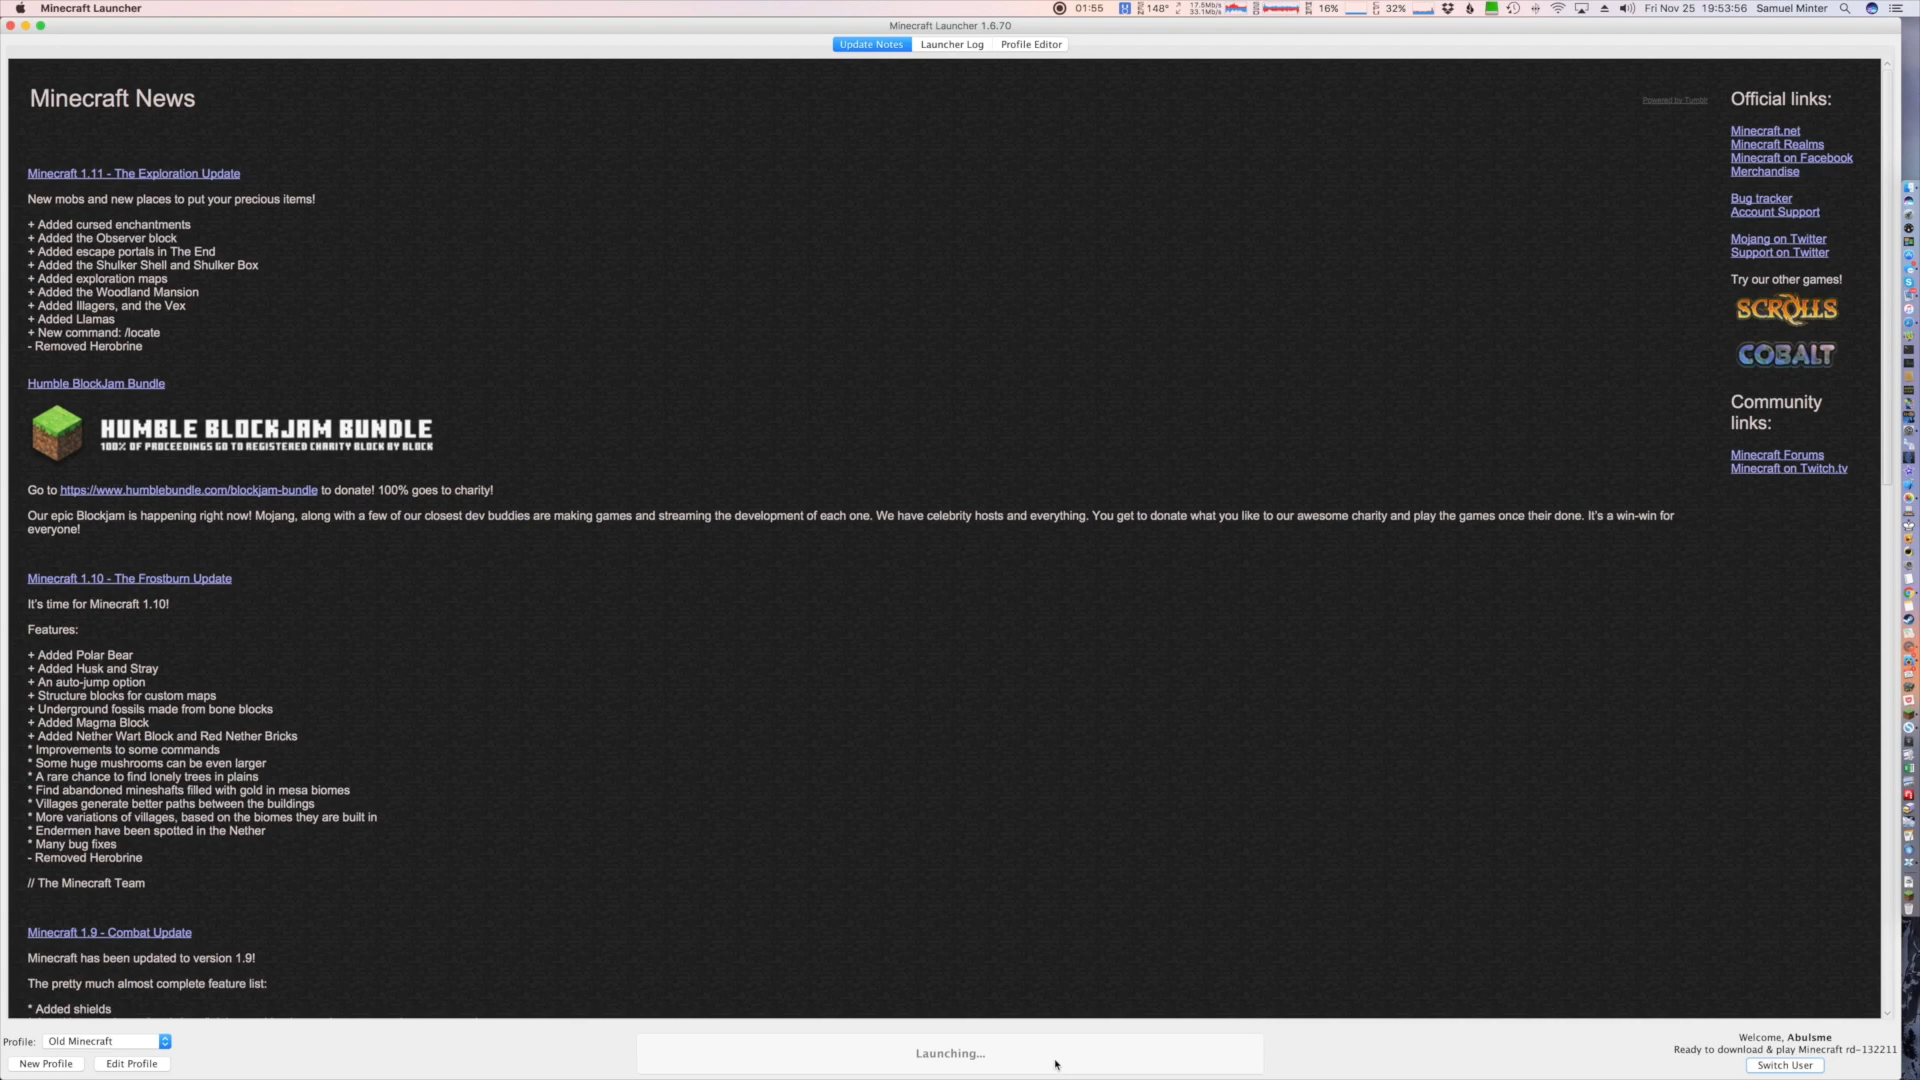 Minecraft Launcher
01:55
148°
17.5Mb/s
33.1Mb/s
16%
32%
Fri Nov 25 19:53:56
Samuel Minter
Minecraft Launcher 1.6.70
Update Notes
Launcher Log
Profile Editor
Minecraft News
Powered by Tumblr
Minecraft 1.11 - The Exploration Update
New mobs and new places to put your precious items!
+ Added cursed enchantments
+ Added the Observer block
+ Added escape portals in The End
+ Added the Shulker Shell and Shulker Box
+ Added exploration maps
+ Added the Woodland Mansion
+ Added Illagers, and the Vex
+ Added Llamas
+ New command: /locate
- Removed Herobrine
Humble BlockJam Bundle
HUMBLE BLOCKJAM BUNDLE
100% OF PROCEEDINGS GO TO REGISTERED CHARITY BLOCK BY BLOCK
Go to https://www.humblebundle.com/blockjam-bundle to donate! 100% goes to charity!
Our epic Blockjam is happening right now! Mojang, along with a few of our closest dev buddies are making games and streaming the development of each one. We have celebrity hosts and everything. You get to donate what you like to our awesome charity and play the games once their done. It's a win-win for
everyone!
Minecraft 1.10 - The Frostburn Update
It's time for Minecraft 1.10!
Features:
+ Added Polar Bear
+ Added Husk and Stray
+ An auto-jump option
+ Structure blocks for custom maps
+ Underground fossils made from bone blocks
+ Added Magma Block
+ Added Nether Wart Block and Red Nether Bricks
* Improvements to some commands
* Some huge mushrooms can be even larger
* A rare chance to find lonely trees in plains
* Find abandoned mineshafts filled with gold in mesa biomes
* Villages generate better paths between the buildings
* More variations of villages, based on the biomes they are built in
* Endermen have been spotted in the Nether
* Many bug fixes
- Removed Herobrine
// The Minecraft Team
Minecraft 1.9 - Combat Update
Minecraft has been updated to version 1.9!
The pretty much almost complete feature list:
* Added shields
Official links:
Minecraft.net
Minecraft Realms
Minecraft on Facebook
Merchandise
Bug tracker
Account Support
Mojang on Twitter
Support on Twitter
Try our other games!
SCROLLS
COBALT
Community
links:
Minecraft Forums
Minecraft on Twitch.tv
Profile: Old Minecraft
New Profile
Edit Profile
Launching...
Welcome, Abulsme
Ready to download & play Minecraft rd-132211
Switch User